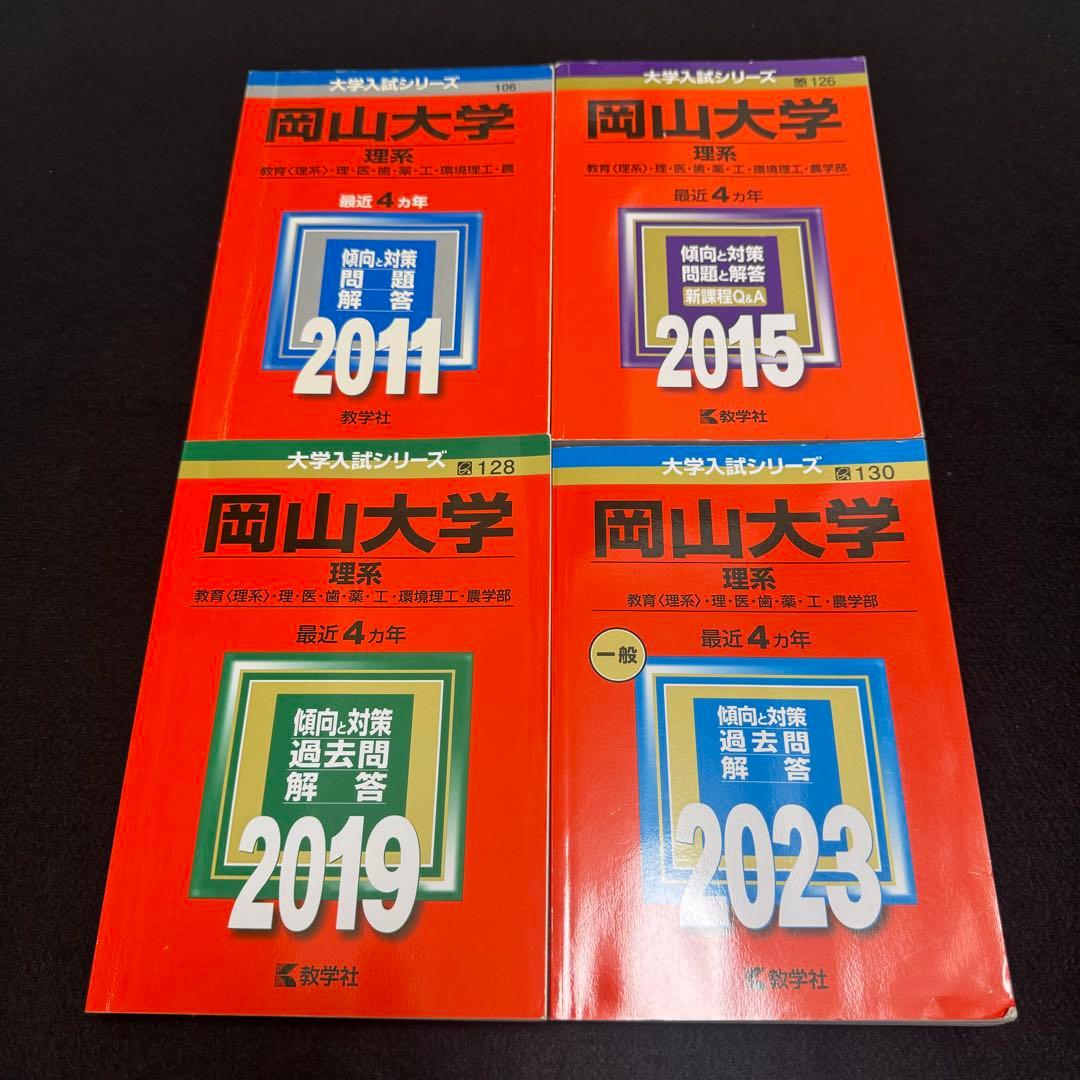 大学入試シリーズ
106
岡山大学
理系
教育〈理系〉・理・医・歯・薬・工・環境理工・農
最近4カ年
傾向と対策
問題
解答
2011
教学社
大学入試シリーズ
126
岡山大学
理系
教育〈理系〉・理・医・歯・薬・工・環境理工・農学部
最近4カ年
傾向と対策
問題と解答
新課程Q&A
2015
教学社
大学入試シリーズ
128
岡山大学
理系
教育〈理系〉・理・医・歯・薬・工・環境理工・農学部
最近4カ年
傾向と対策
過去問
解答
2019
教学社
大学入試シリーズ
130
岡山大学
理系
教育〈理系〉・理・医・歯・薬・工・農学部
最近4カ年
一般
傾向と対策
過去問
解答
2023
教学社